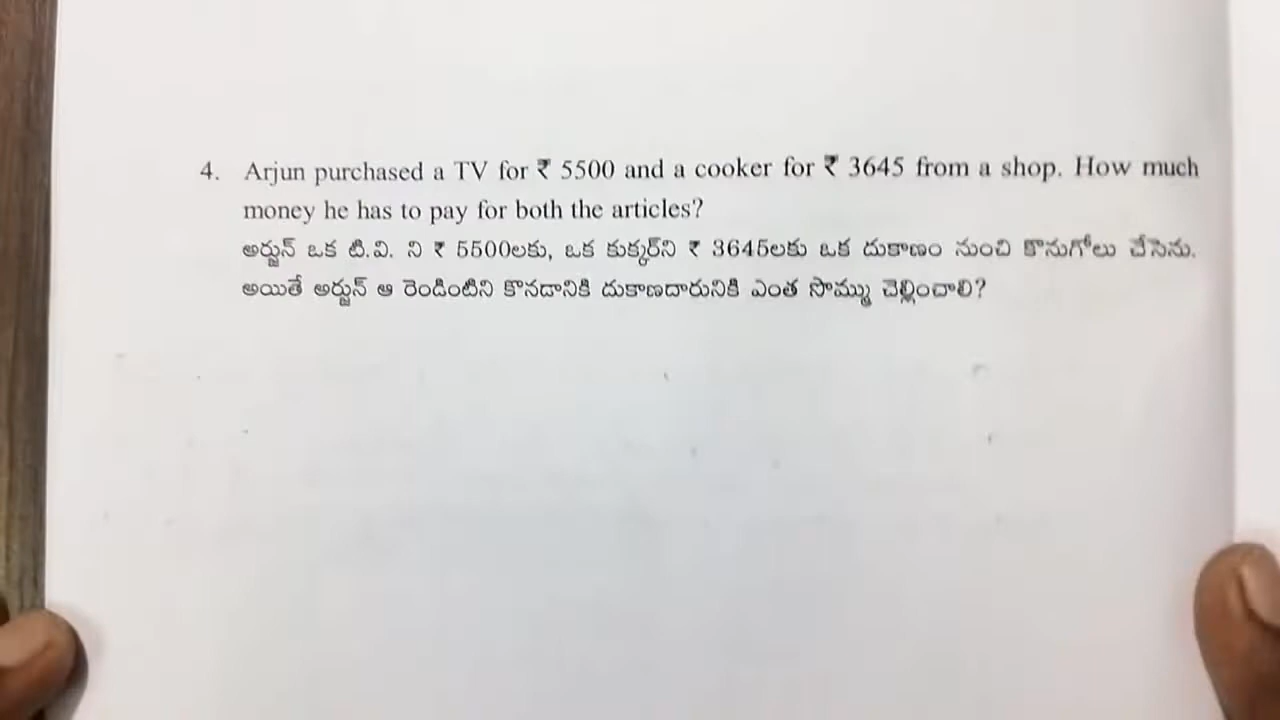 4. Arjun purchased a TV for ₹ 5500 and a cooker for ₹ 3645 from a shop. How much
money he has to pay for both the articles?
అర్జున్ ఒక టి.వి. ని ₹ 5500లకు, ఒక కుక్కర్‌ని ₹ 3645లకు ఒక దుకాణం నుంచి కొనుగోలు చేసెను.
అయితే అర్జున్ ఆ రెండింటిని కొనడానికి దుకాణదారునికి ఎంత సొమ్ము చెల్లించాలి?